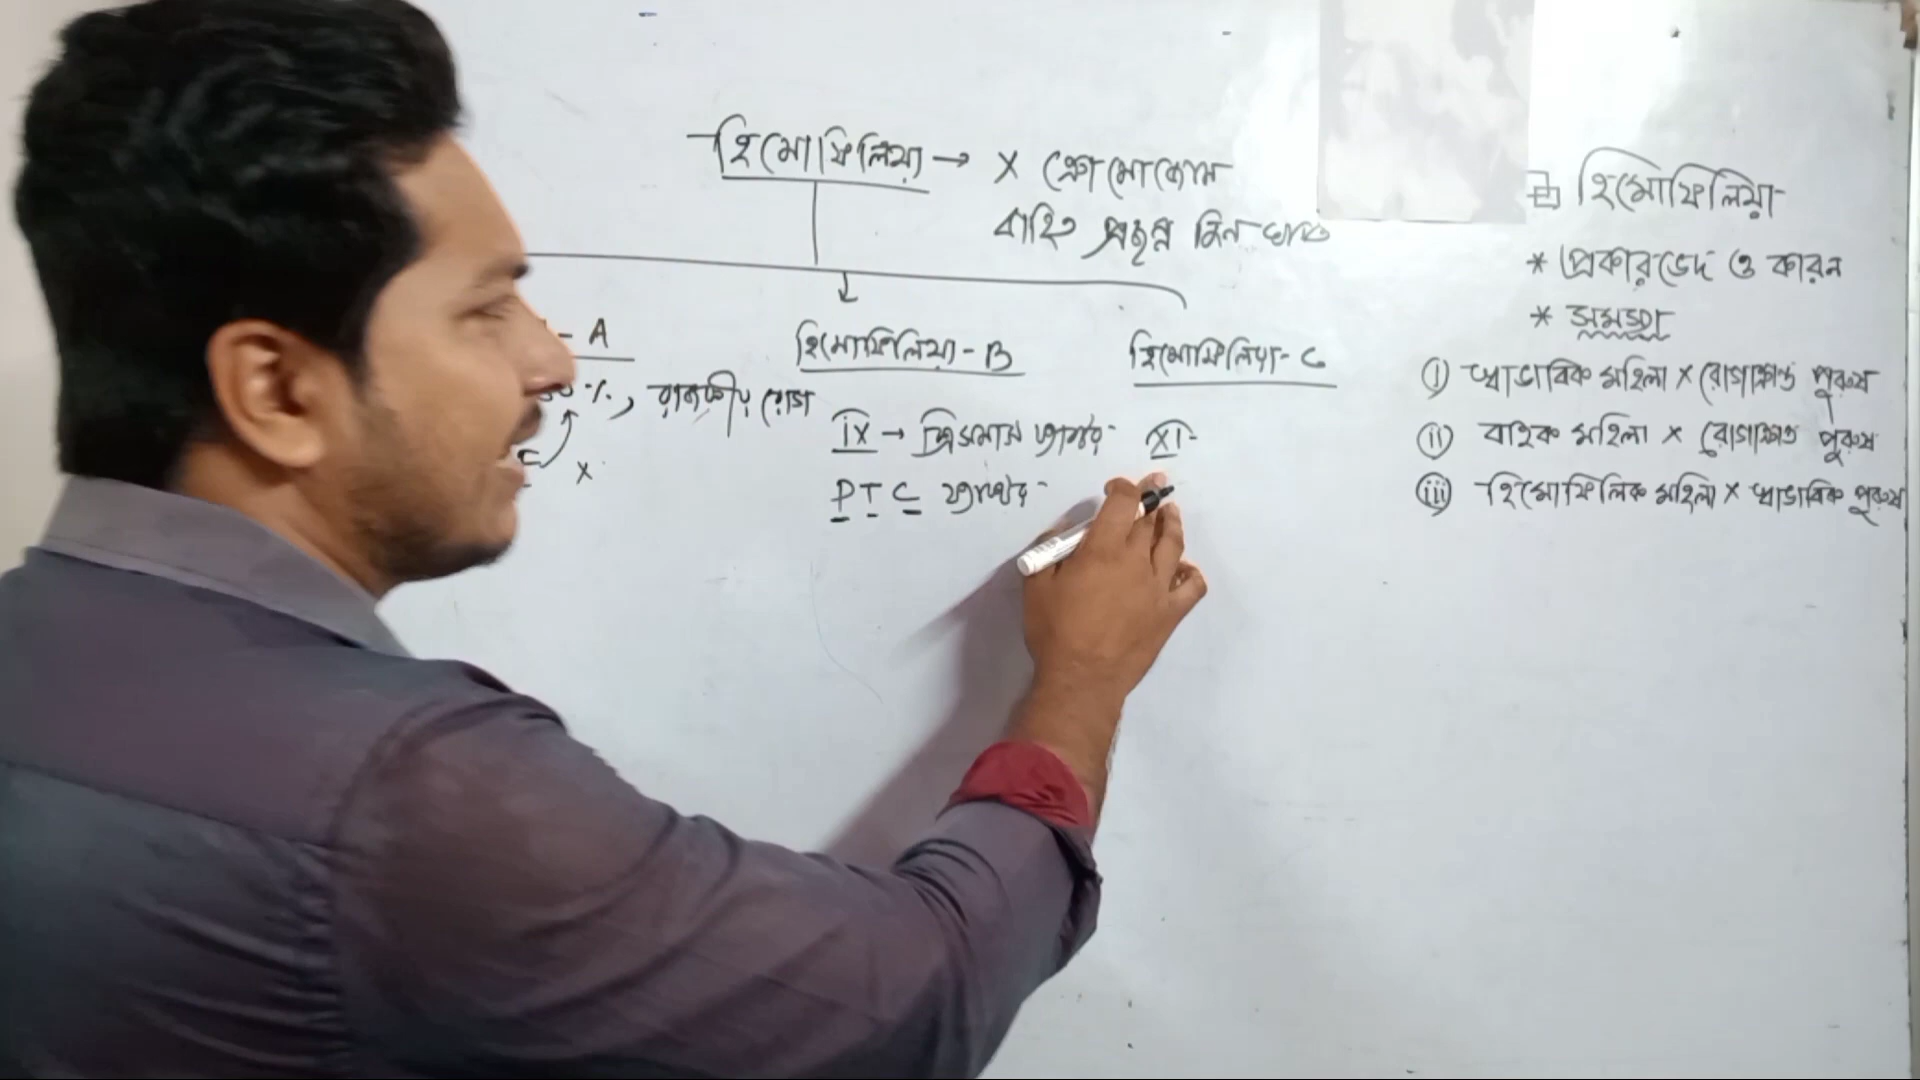 হিমোফিলিয়া → X ক্রোমোজোম
বাহিত প্রচ্ছন্ন জিন ঘটিত
- A
হিমোফিলিয়া - B
হিমোফিলিয়া - C
%, রাজকীয় রোগ
X
IX → ক্রিসমাস ফ্যাক্টর
PTC ফ্যাক্টর
XI
হিমোফিলিয়া
* প্রকারভেদ ও কারন
* সমস্যা
(i) স্বাভাবিক মহিলা × রোগাক্রান্ত পুরুষ
(ii) বাহক মহিলা × রোগাক্রান্ত পুরুষ
(iii) হিমোফিলিক মহিলা × স্বাভাবিক পুরুষ